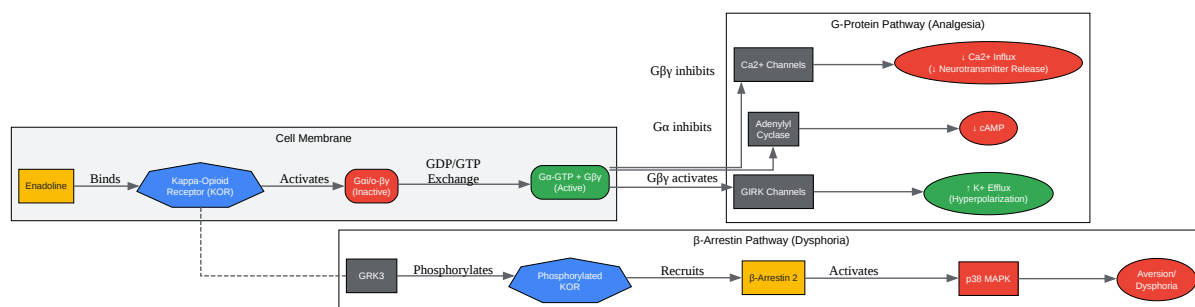 G-Protein Pathway (Analgesia)
Gβγ inhibits
Ca2+ Channels
↓ Ca2+ Influx
(↓ Neurotransmitter Release)
Gα inhibits
Adenylyl
Cyclase
↓ cAMP
Cell Membrane
Enadoline
Binds
Kappa-Opioid
Receptor (KOR)
Activates
Gαi/o-βγ
(Inactive)
GDP/GTP
Exchange
Gα-GTP + Gβγ
(Active)
Gβγ activates
GIRK Channels
↑ K+ Efflux
(Hyperpolarization)
β-Arrestin Pathway (Dysphoria)
GRK3
Phosphorylates
Phosphorylated
KOR
Recruits
β-Arrestin 2
Activates
p38 MAPK
Aversion/
Dysphoria